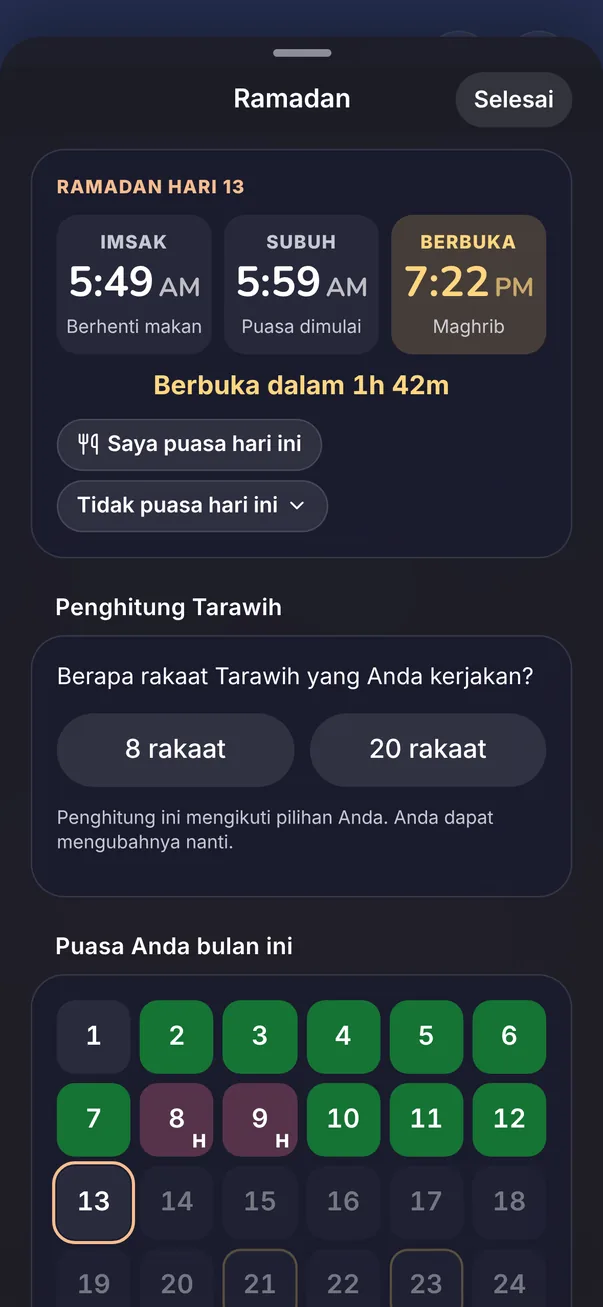 Ramadan
Selesai
RAMADAN HARI 13
IMSAK
5:49 AM
Berhenti makan
SUBUH
5:59 AM
Puasa dimulai
BERBUKA
7:22 PM
Maghrib
Berbuka dalam 1h 42m
Saya puasa hari ini
Tidak puasa hari ini
Penghitung Tarawih
Berapa rakaat Tarawih yang Anda kerjakan?
8 rakaat
20 rakaat
Penghitung ini mengikuti pilihan Anda. Anda dapat
mengubahnya nanti.
Puasa Anda bulan ini
1 2 3 4 5 6
7 8 H 9 H 10 11 12
13 14 15 16 17 18
19 20 21 22 23 24